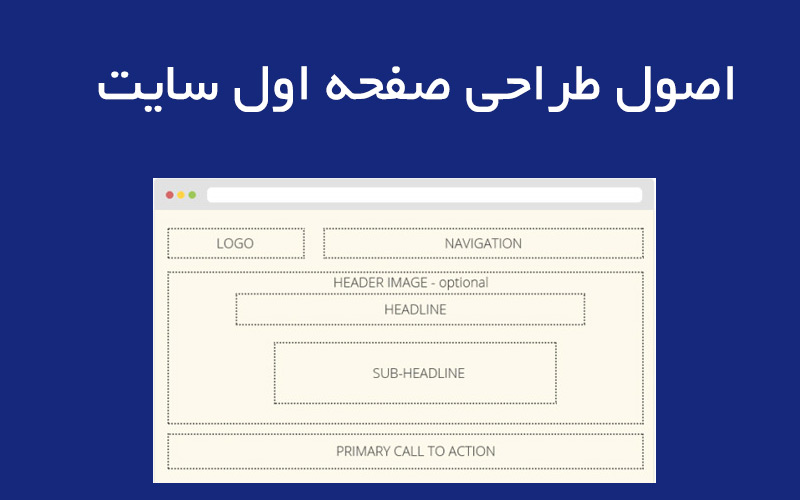 اصول طراحی صفحه اول سایت
LOGO
NAVIGATION
HEADER IMAGE - optional
HEADLINE
SUB-HEADLINE
PRIMARY CALL TO ACTION